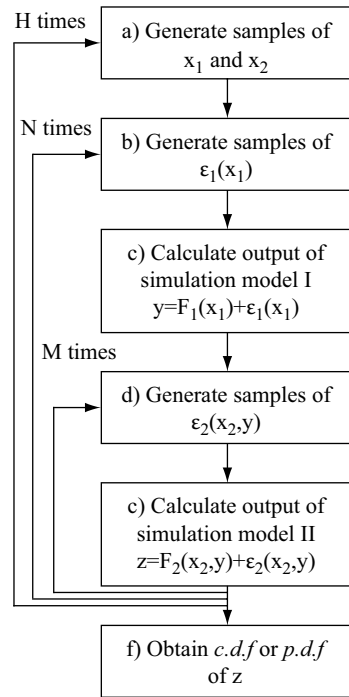 H times
a) Generate samples of
x₁ and x₂
N times
b) Generate samples of
ε₁(x₁)
c) Calculate output of
simulation model I
y=F₁(x₁)+ε₁(x₁)
M times
d) Generate samples of
ε₂(x₂,y)
c) Calculate output of
simulation model II
z=F₂(x₂,y)+ε₂(x₂,y)
f) Obtain c.d.f or p.d.f
of z